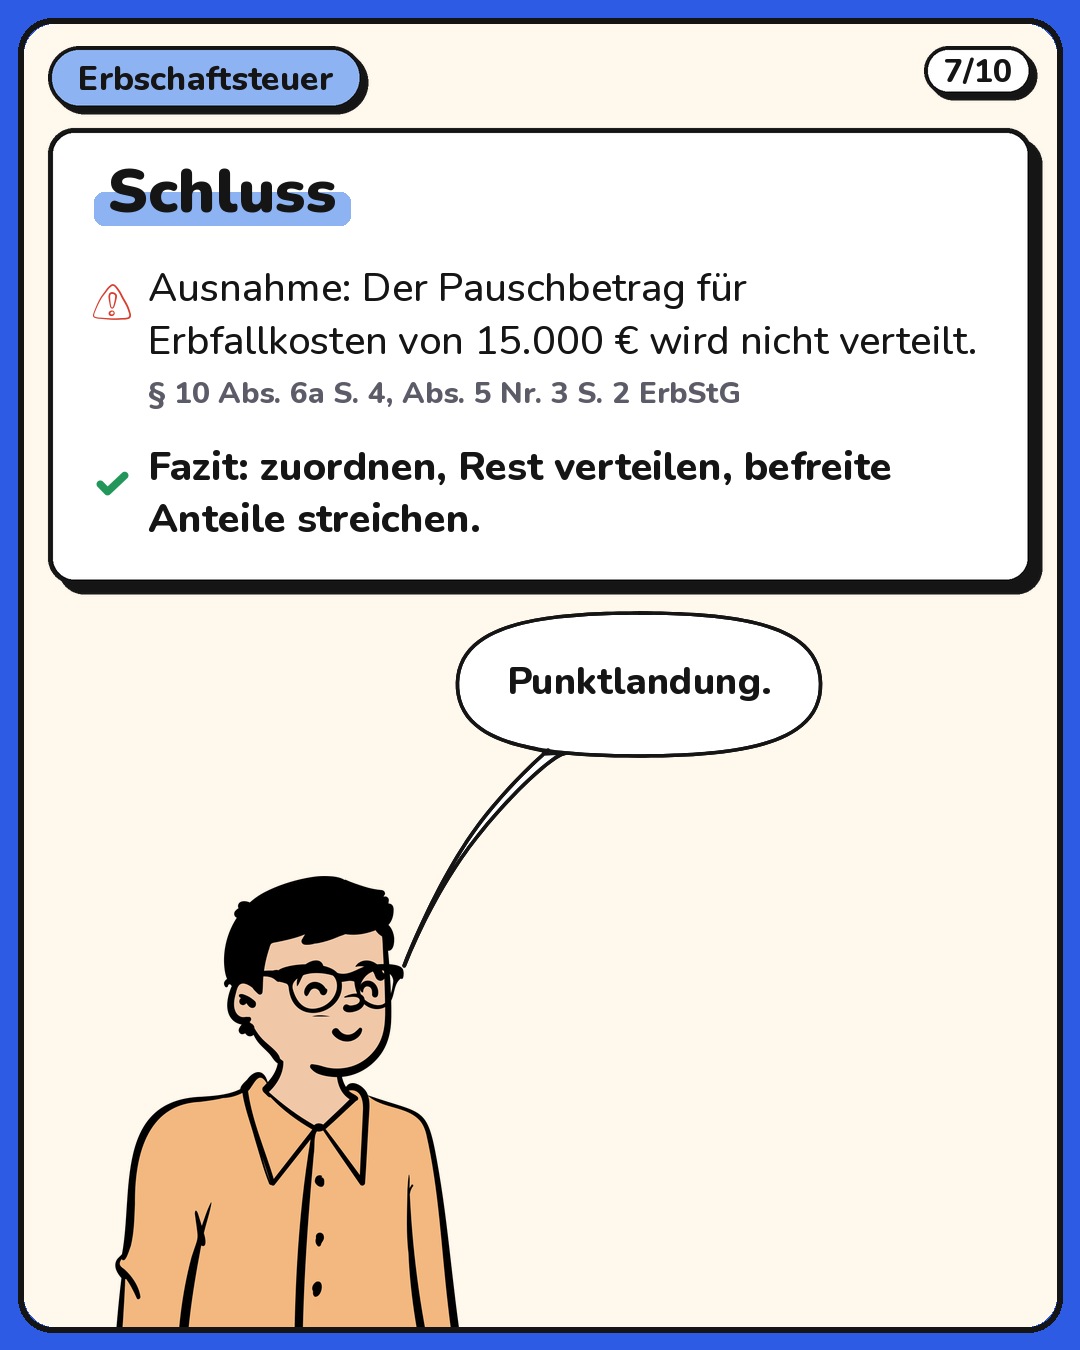 Erbschaftsteuer
7/10
Schluss
Ausnahme: Der Pauschbetrag für
Erbfallkosten von 15.000 € wird nicht verteilt.
§ 10 Abs. 6a S. 4, Abs. 5 Nr. 3 S. 2 ErbStG
Fazit: zuordnen, Rest verteilen, befreite
Anteile streichen.
Punktlandung.